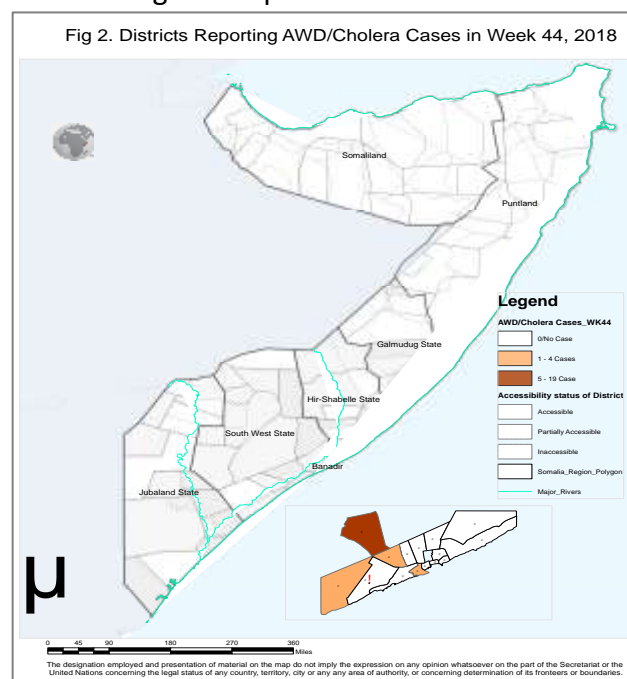 Fig 2. Districts Reporting AWD/Cholera Cases in Week 44, 2018
Somaliland
Puntland
Legend
AWD/Cholera Cases_WK44
0/No Case
1 - 4 Cases
5 - 19 Case
Accessibility status of District
Accessible
Partially Accessible
Inaccessible
Somalia_Region_Polygon
Major_Rivers
Galmudug State
Hir-Shabelle State
South West State
Banadir
Jubaland State
!
µ
0 45 90 180 270 360
Miles
The designation employed and presentation of material on the map do not imply the expression on any opinion whatsoever on the part of the Secretariat or the
United Nations concerning the legal status of any country, territory, city or any any area of authority, or concerning determination of its fronteers or boundaries.